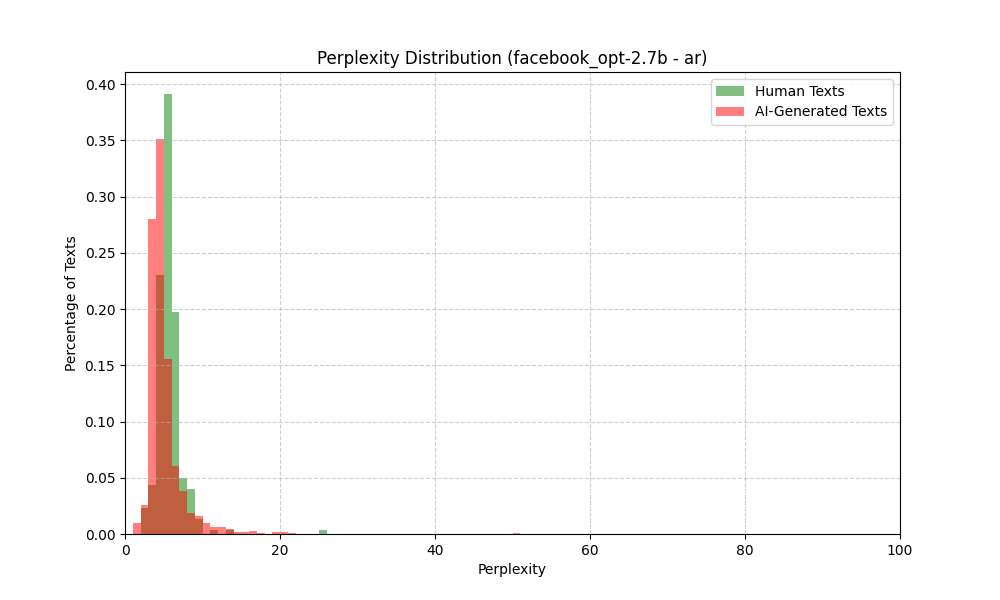 Perplexity Distribution (facebook_opt-2.7b - ar)
Human Texts
AI-Generated Texts
Percentage of Texts
0.40
0.35
0.30
0.25
0.20
0.15
0.10
0.05
0.00
0 20 40 60 80 100
Perplexity